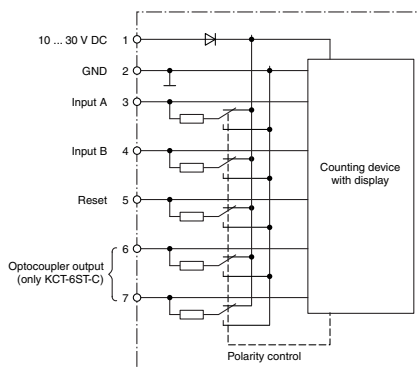 10 ... 30 V DC 1
GND 2
Input A 3
Input B 4
Counting device
with display
Reset 5
6
Optocoupler output
(only KCT-6ST-C)
7
Polarity control